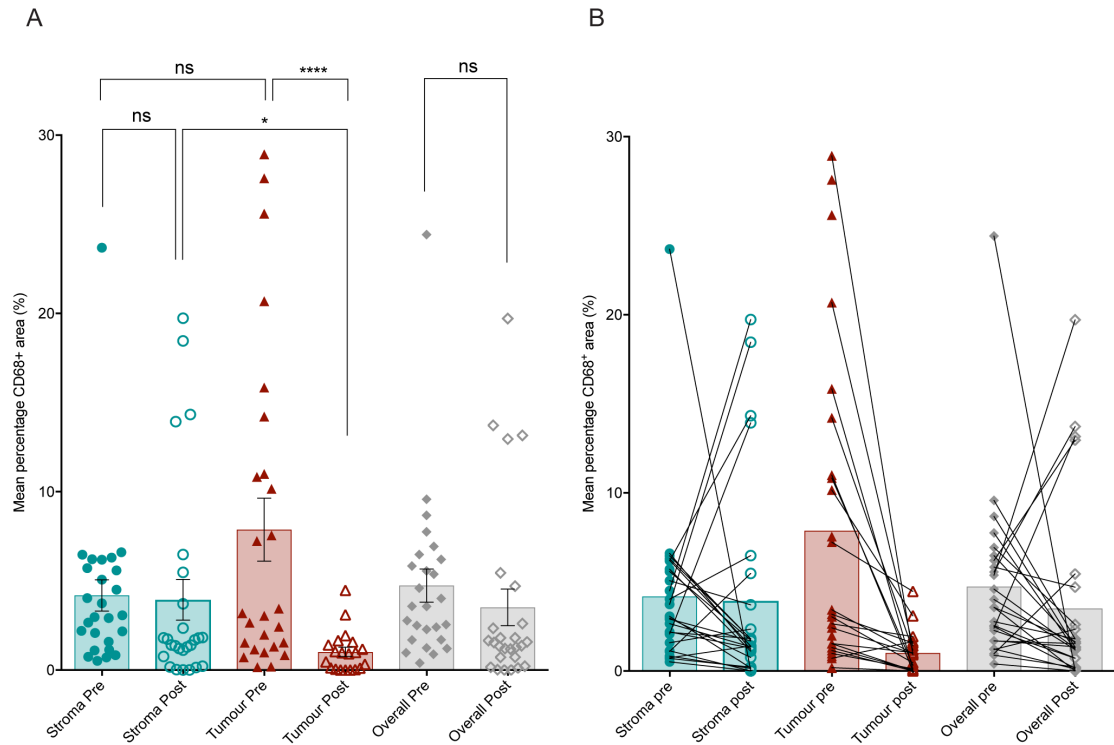 A
ns
****
ns
ns
*
30
20
10
0
Mean percentage CD68+ area (%)
Stroma Pre
Stroma Post
Tumour Pre
Tumour Post
Overall Pre
Overall Post
B
30
20
10
0
Mean percentage CD68⁺ area (%)
Stroma pre
Stroma post
Tumour pre
Tumour post
Overall pre
Overall Post